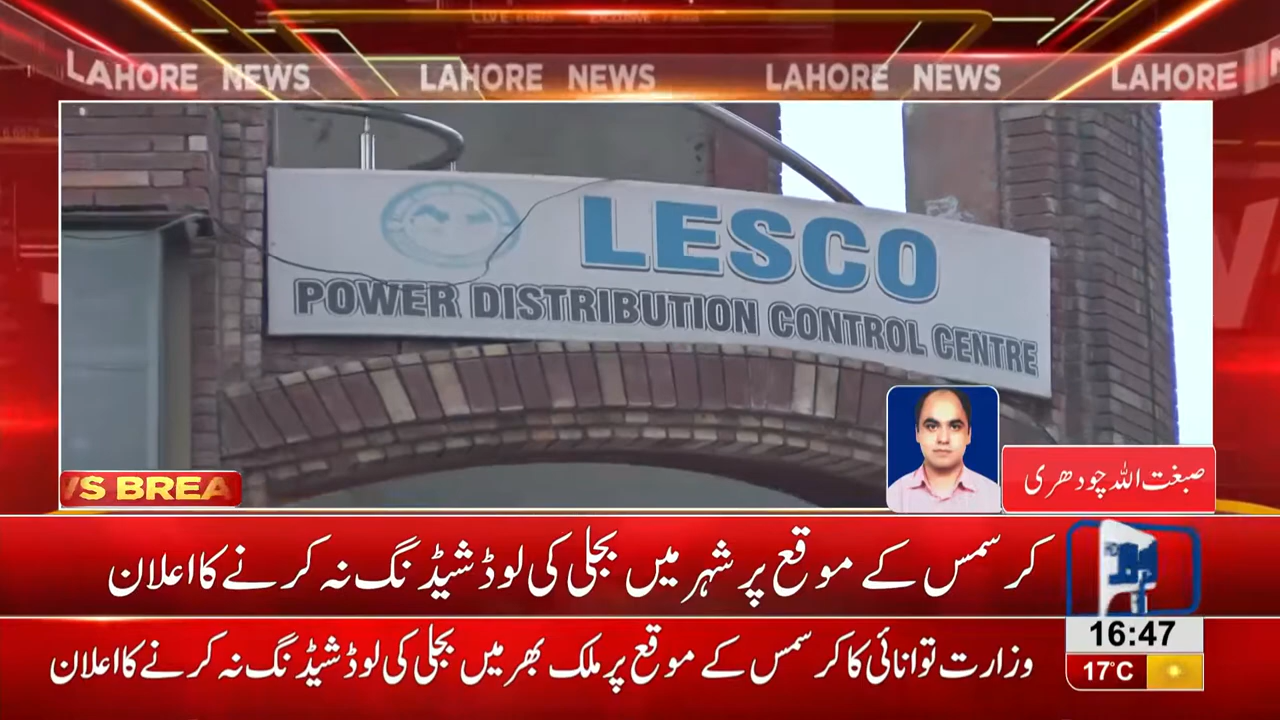 LAHORE NEWS LAHORE NEWS LAHORE NEWS LAHORE
LESCO
POWER DISTRIBUTION CONTROL CENTRE
صبغت اللہ چودھری
WS BREA
کرسمس کے موقع پر شہر میں بجلی کی لوڈشیڈنگ نہ کرنے کا اعلان
16:47
وزارت توانائی کا کرسمس کے موقع پر ملک بھر میں بجلی کی لوڈشیڈنگ نہ کرنے کا اعلان
17°C